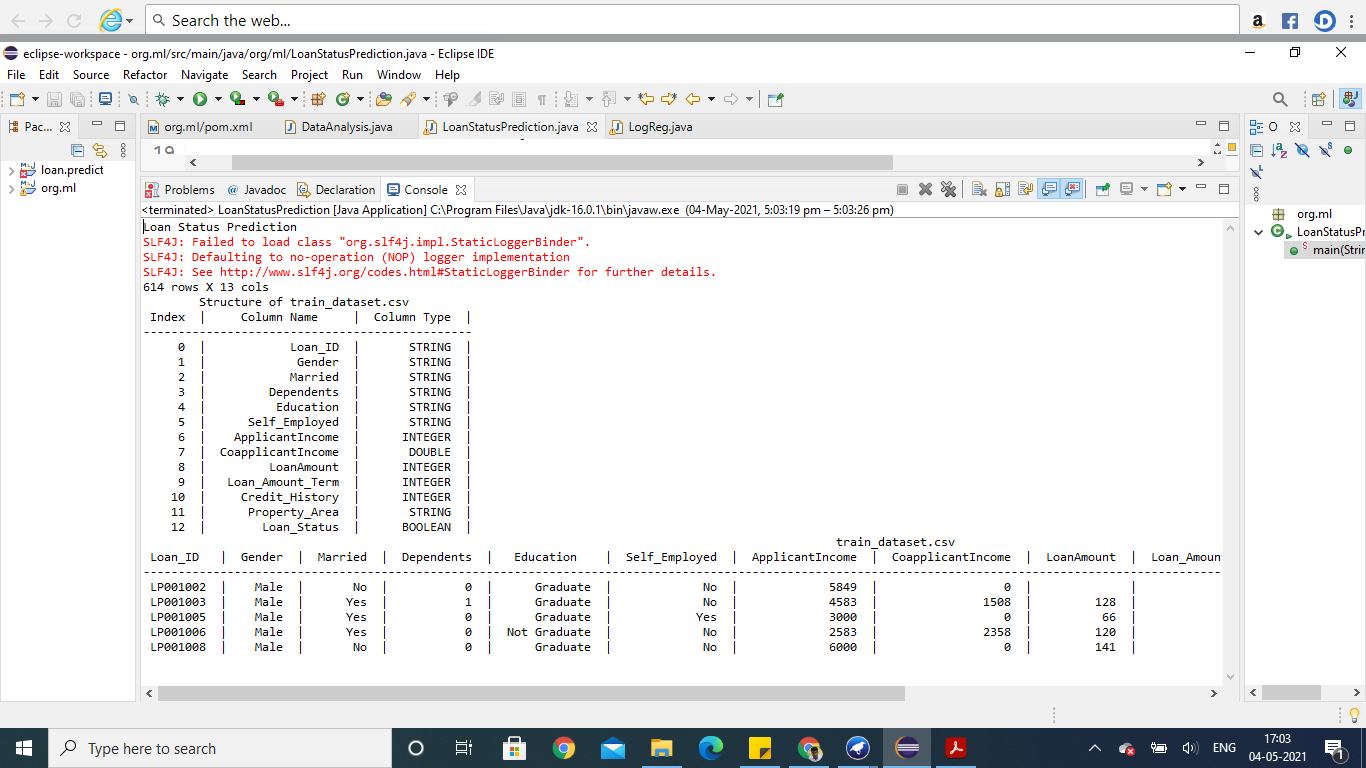 Search the web...
eclipse-workspace - org.ml/src/main/java/org/ml/LoanStatusPrediction.java - Eclipse IDE
File Edit Source Refactor Navigate Search Project Run Window Help
Pac... org.ml/pom.xml DataAnalysis.java LoanStatusPrediction.java LogReg.java O
1
loan.predict
org.ml
Problems @ Javadoc Declaration Console
<terminated> LoanStatusPrediction [Java Application] C:\Program Files\Java\jdk-16.0.1\bin\javaw.exe (04-May-2021, 5:03:19 pm – 5:03:26 pm)
org.ml
LoanStatusPr
main(Strir
Loan Status Prediction
SLF4J: Failed to load class "org.slf4j.impl.StaticLoggerBinder".
SLF4J: Defaulting to no-operation (NOP) logger implementation
SLF4J: See http://www.slf4j.org/codes.html#StaticLoggerBinder for further details.
614 rows X 13 cols
Structure of train_dataset.csv
Index | Column Name | Column Type |
-----------------------------------------------
0 | Loan_ID | STRING |
1 | Gender | STRING |
2 | Married | STRING |
3 | Dependents | STRING |
4 | Education | STRING |
5 | Self_Employed | STRING |
6 | ApplicantIncome | INTEGER |
7 | CoapplicantIncome | DOUBLE |
8 | LoanAmount | INTEGER |
9 | Loan_Amount_Term | INTEGER |
10 | Credit_History | INTEGER |
11 | Property_Area | STRING |
12 | Loan_Status | BOOLEAN |
train_dataset.csv
Loan_ID | Gender | Married | Dependents | Education | Self_Employed | ApplicantIncome | CoapplicantIncome | LoanAmount | Loan_Amoun
LP001002 | Male | No | 0 | Graduate | No | 5849 | 0 | |
LP001003 | Male | Yes | 1 | Graduate | No | 4583 | 1508 | 128 |
LP001005 | Male | Yes | 0 | Graduate | Yes | 3000 | 0 | 66 |
LP001006 | Male | Yes | 0 | Not Graduate | No | 2583 | 2358 | 120 |
LP001008 | Male | No | 0 | Graduate | No | 6000 | 0 | 141 |
Type here to search
ENG
17:03
04-05-2021
1